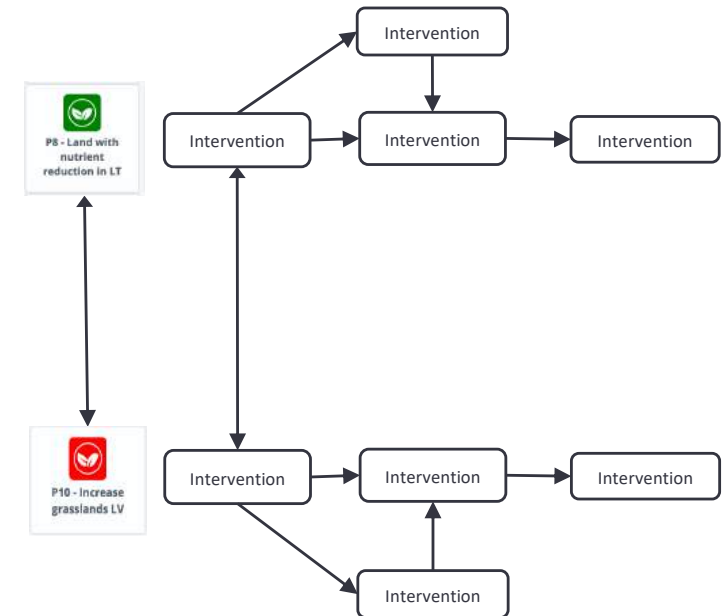 Intervention
P8 - Land with
nutrient
reduction in LT
Intervention
Intervention
Intervention
P10 - Increase
grasslands LV
Intervention
Intervention
Intervention
Intervention